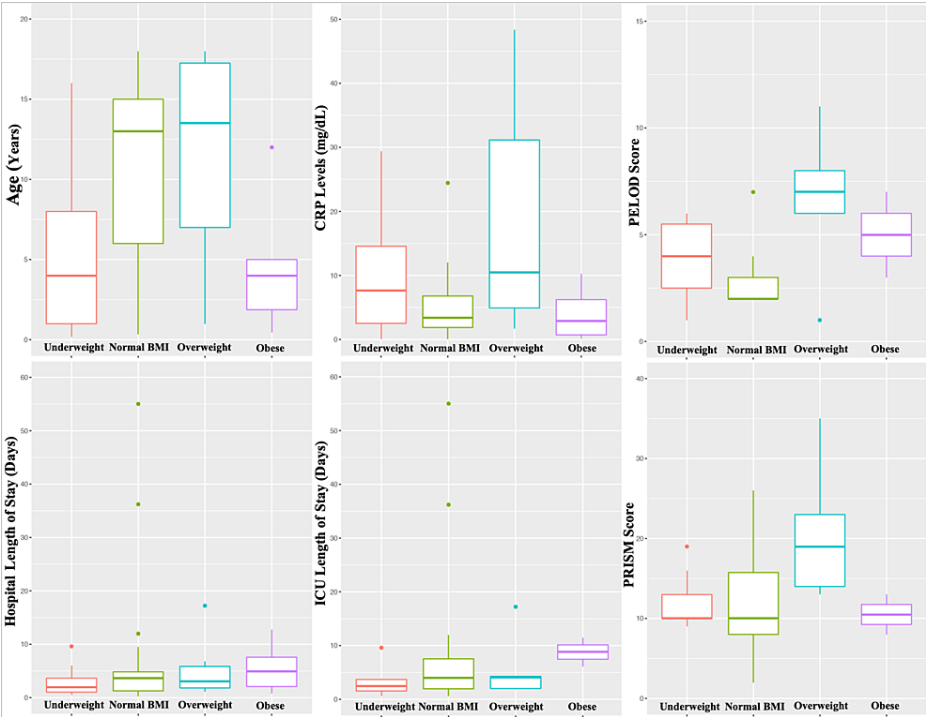 Age (Years)
20
15
10
5
0
Underweight Normal BMI Overweight Obese
CRP Levels (mg/dL)
50
40
30
20
10
0
Underweight Normal BMI Overweight Obese
PELOD Score
15
10
5
0
Underweight Normal BMI Overweight Obese
Hospital Length of Stay (Days)
60
50
40
30
20
10
0
Underweight Normal BMI Overweight Obese
ICU Length of Stay (Days)
60
50
40
30
20
10
0
Underweight Normal BMI Overweight Obese
PRISM Score
40
30
20
10
0
Underweight Normal BMI Overweight Obese